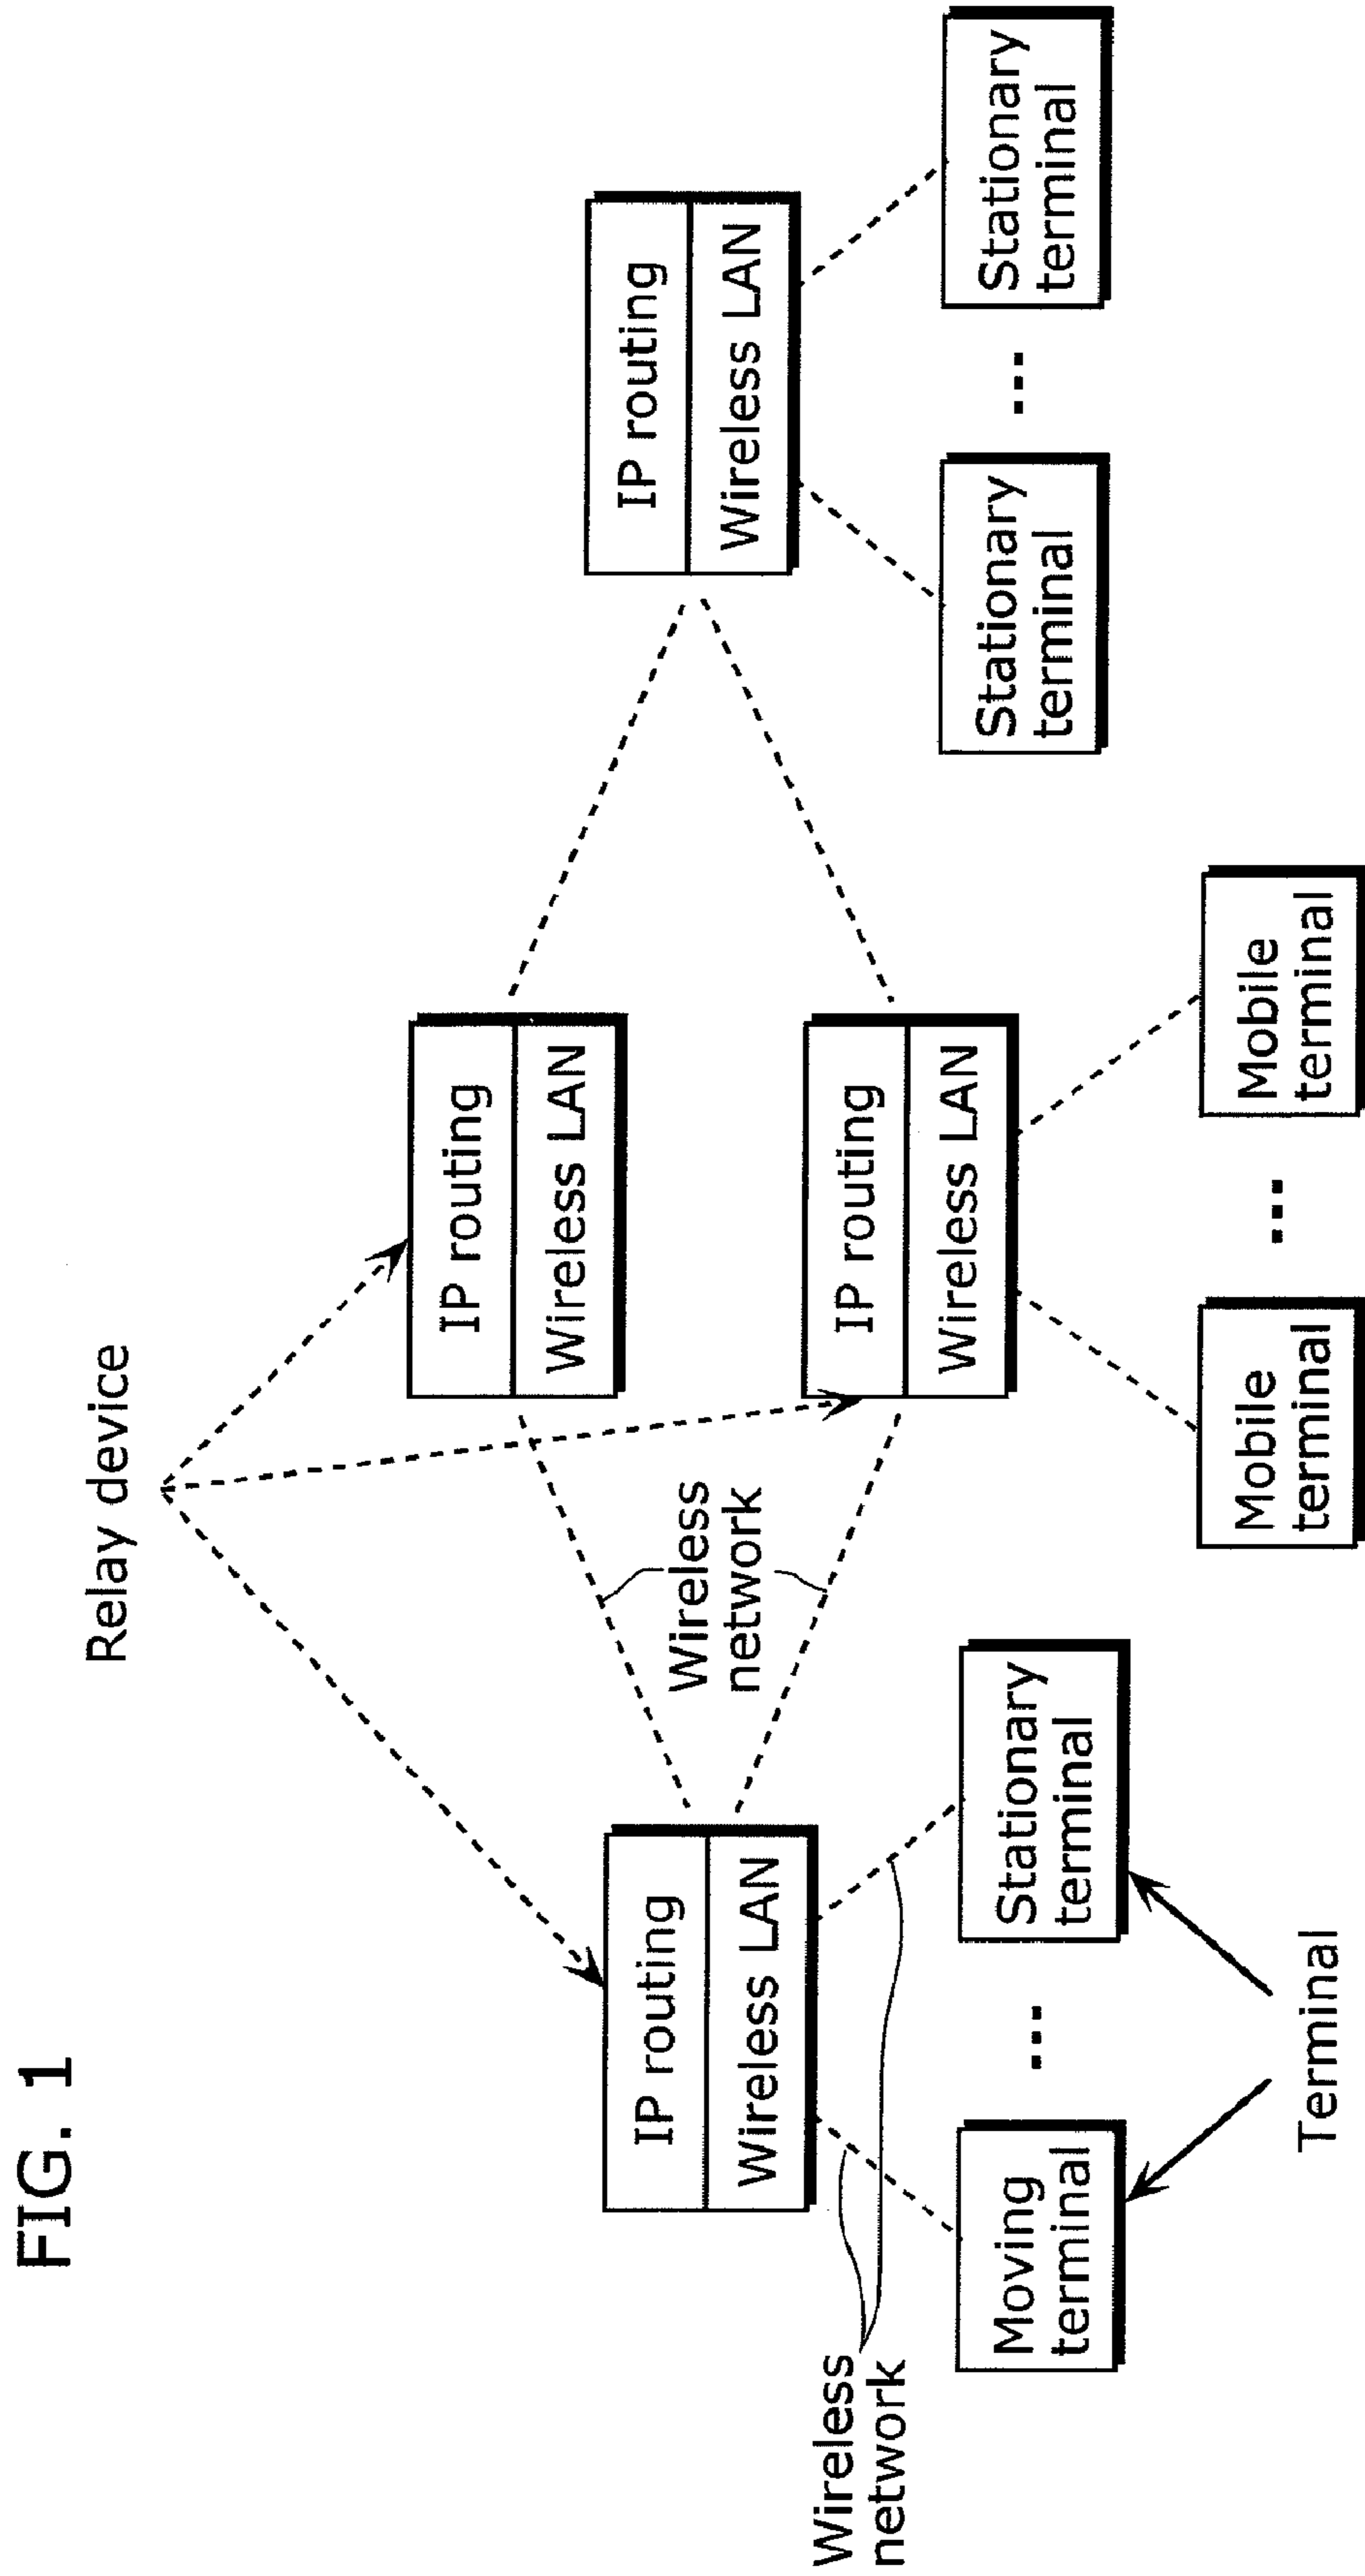 FIG. 1
Relay device
IP routing
Wireless LAN
IP routing
Wireless LAN
IP routing
Wireless LAN
IP routing
Wireless LAN
Wireless
network
Wireless
network
Moving
terminal
...
Stationary
terminal
Mobile
terminal
...
Mobile
terminal
Stationary
terminal
...
Stationary
terminal
Terminal